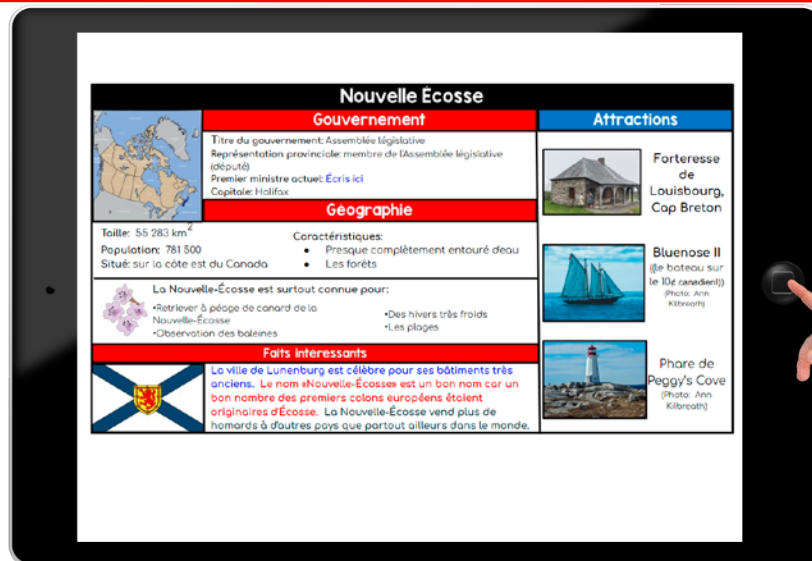 Nouvelle Écosse
Gouvernement
Titre du gouvernement: Assemblée législative
Représentation provinciale: membre de l'Assemblée législative
(député)
Premier ministre actuel: Écris ici
Capitale: Halifax
Géographie
Taille: 55 283 km²
Population: 781 500
Situé: sur la côte est du Canada
Caractéristiques:
• Presque complètement entouré d'eau
• Les forêts
La Nouvelle-Écosse est surtout connue pour:
•Retriever à péage de canard de la
Nouvelle-Écosse
•Observation des baleines
•Des hivers très froids
•Les plages
Faits intéressants
La ville de Lunenburg est célèbre pour ses bâtiments très
anciens. Le nom «Nouvelle-Écosse» est un bon nom car un
bon nombre des premiers colons européens étaient
originaires d'Écosse. La Nouvelle-Écosse vend plus de
homards à d'autres pays que partout ailleurs dans le monde.
Attractions
Forteresse
de
Louisbourg,
Cap Breton
Bluenose II
((le bateau sur
le 10¢ canadien))
(Photo: Ann
Kilbreath)
Phare de
Peggy's Cove
(Photo: Ann
Kilbreath)